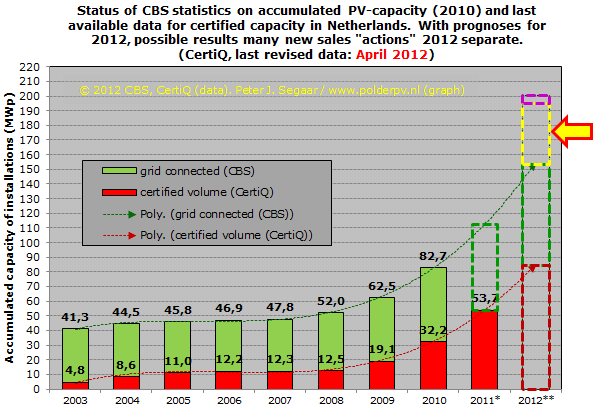 Status of CBS statistics on accumulated PV-capacity (2010) and last
available data for certified capacity in Netherlands. With prognoses for
2012, possible results many new sales "actions" 2012 separate.
(CertiQ, last revised data: April 2012)
Accumulated capacity of installations (MWp)
220
210
200
190
180
170
160
150
140
130
120
110
100
90
80
70
60
50
40
30
20
10
0
© 2012 CBS, CertiQ (data), Peter J. Segaar / www.polderpv.nl (graph)
grid connected (CBS)
certified volume (CertiQ)
Poly. (grid connected (CBS))
Poly. (certified volume (CertiQ))
41,3 44,5 45,8 46,9 47,8 52,0 62,5 82,7 53,7
4,8 8,6 11,0 12,2 12,3 12,5 19,1 32,2
2003 2004 2005 2006 2007 2008 2009 2010 2011* 2012**